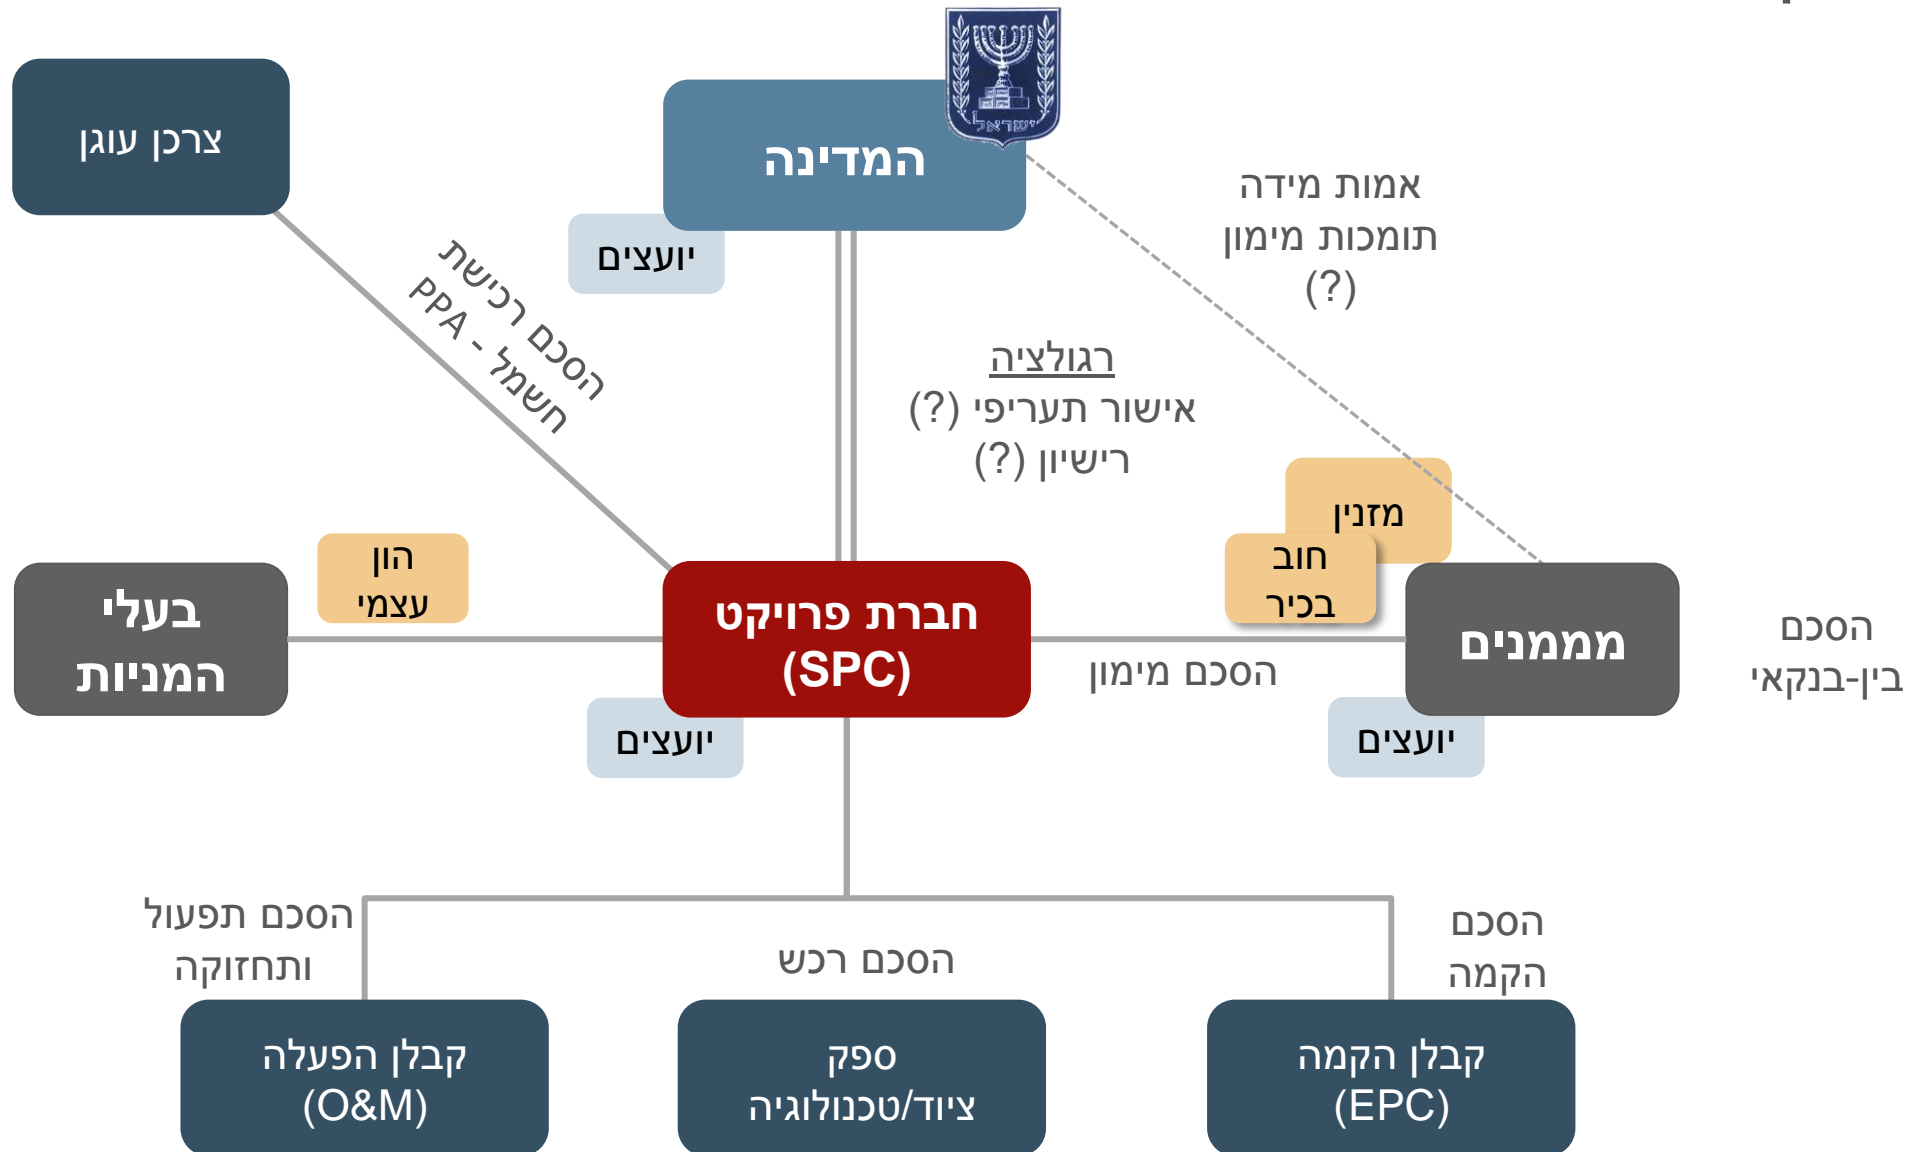 ישראל
המדינה
צרכן עוגן
יועצים
אמות מידה
תומכות מימון
(?)
הסכם רכישת
חשמל - PPA
רגולציה
אישור תעריפי (?)
רישיון (?)
מזנין
חוב
בכיר
הון
עצמי
מממנים
הסכם
בין-בנקאי
חברת פרויקט
(SPC)
בעלי
המניות
הסכם מימון
יועצים
יועצים
הסכם
הקמה
הסכם רכש
הסכם תפעול
ותחזוקה
קבלן הקמה
(EPC)
ספק
ציוד/טכנולוגיה
קבלן הפעלה
(O&M)